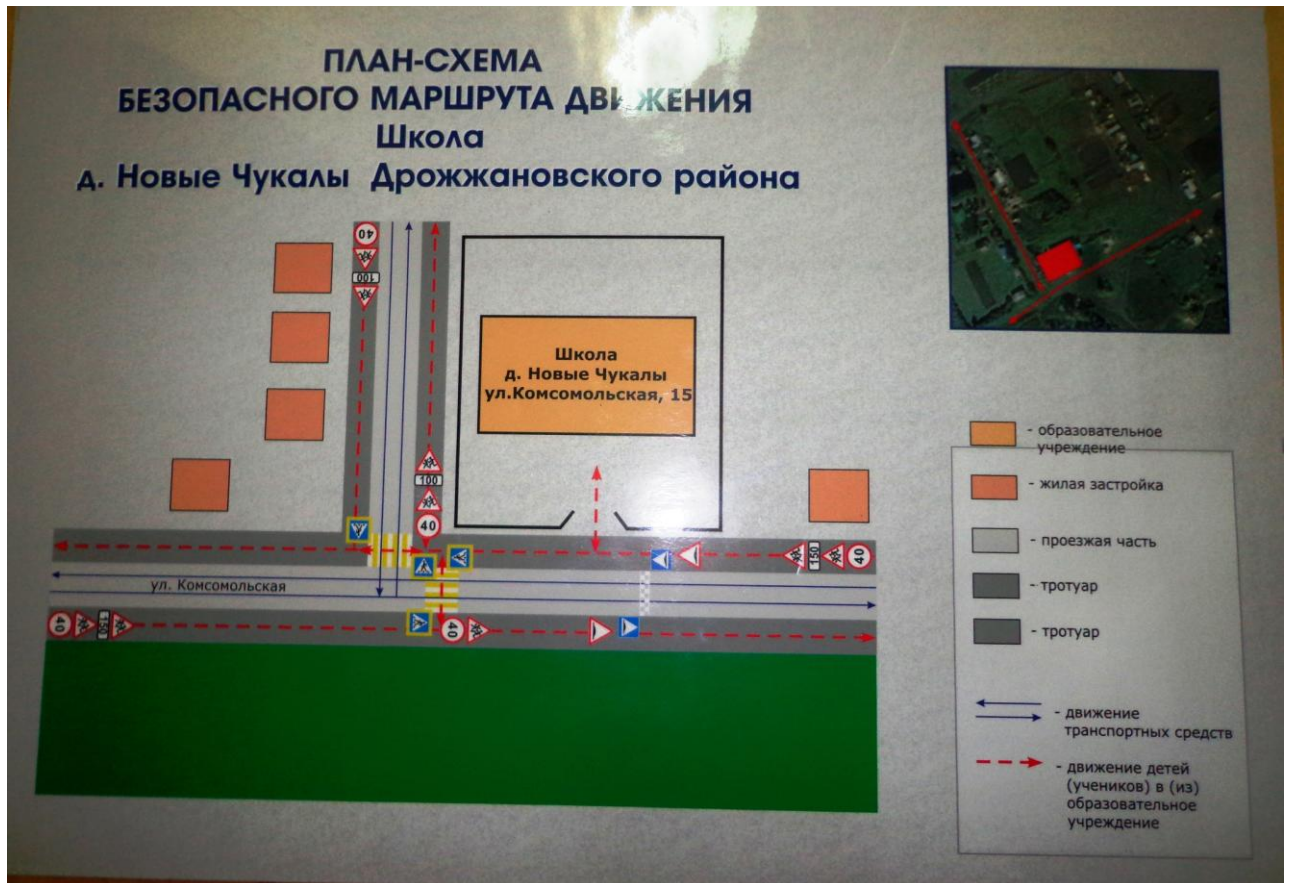 ПЛАН-СХЕМА
БЕЗОПАСНОГО МАРШРУТА ДВИЖЕНИЯ
Школа
д. Новые Чукалы Дрожжановского района
40
100
Школа
д. Новые Чукалы
ул.Комсомольская, 15
100
40
150
40
ул. Комсомольская
40
150
40
- образовательное
учреждение
- жилая застройка
- проезжая часть
- тротуар
- тротуар
- движение
транспортных средств
- движение детей
(учеников) в (из)
образовательное
учреждение